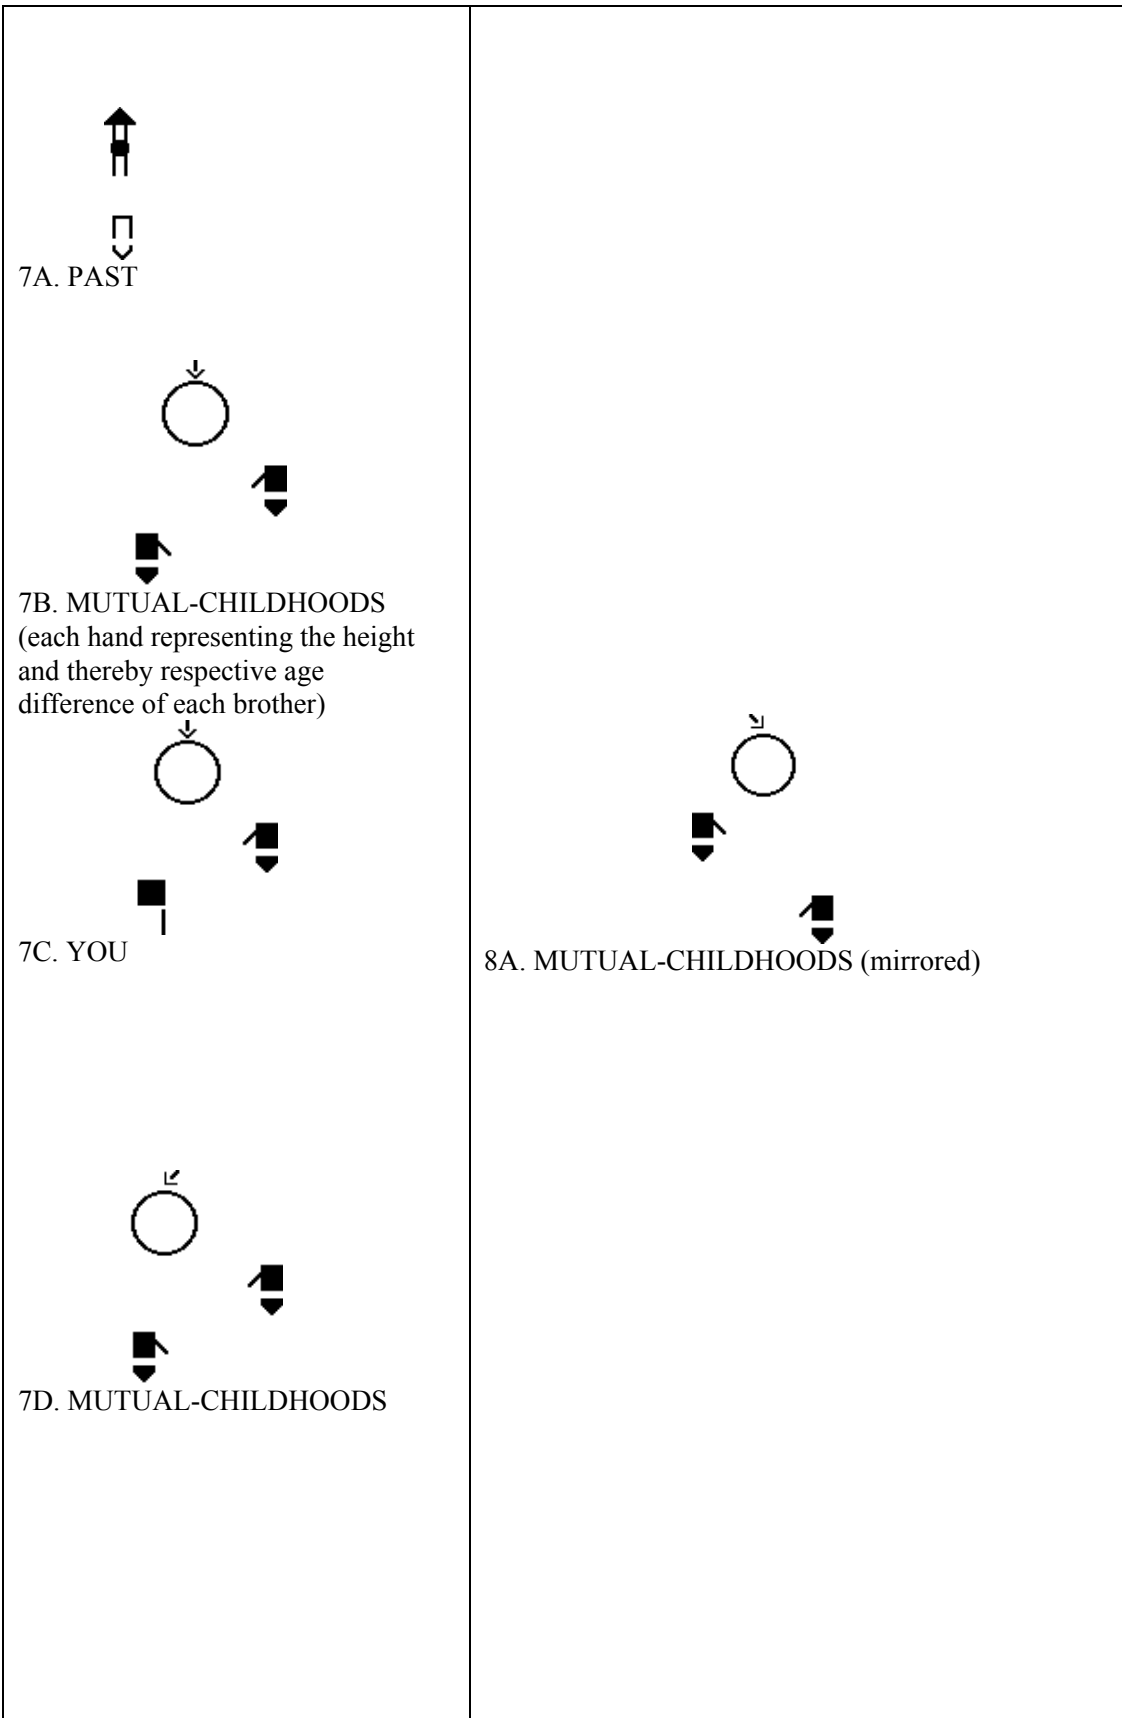 7A. PAST
7B. MUTUAL-CHILDHOODS
(each hand representing the height
and thereby respective age
difference of each brother)
7C. YOU
8A. MUTUAL-CHILDHOODS (mirrored)
7D. MUTUAL-CHILDHOODS